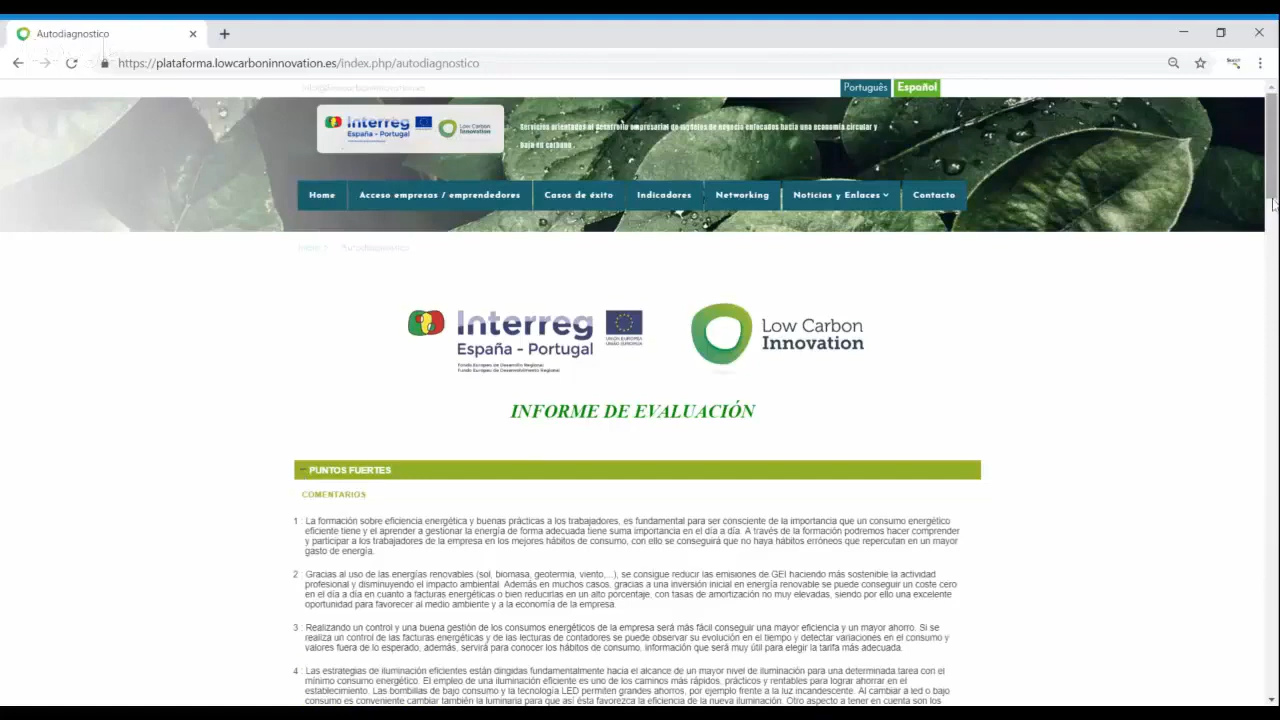 Autodiagnostico
https://plataforma.lowcarboninnovation.es/index.php/autodiagnostico
Português Español
Interreg
España - Portugal
Low Carbon
Innovation
Servicios orientados al desarrollo empresarial de modelos de negocio enfocados hacia una economía circular y
baja en carbono
Home Acceso empresas / emprendedores Casos de éxito Indicadores Networking Noticias y Enlaces Contacto
Autodiagnostico
Interreg
España - Portugal
Fondo Europeo de Desarrollo Regional
Fundo Europeu de Desenvolvimento Regional
UNIÓN EUROPEA
UNIÃO EUROPEIA
Low Carbon
Innovation
INFORME DE EVALUACIÓN
PUNTOS FUERTES
COMENTARIOS
1 La formación sobre eficiencia energética y buenas prácticas a los trabajadores, es fundamental para ser consciente de la importancia que un consumo energético
eficiente tiene y el aprender a gestionar la energía de forma adecuada tiene suma importancia en el día a día. A través de la formación podremos hacer comprender
y participar a los trabajadores de la empresa en los mejores hábitos de consumo, con ello se conseguirá que no haya hábitos erróneos que repercutan en un mayor
gasto de energía.
2 Gracias al uso de las energías renovables (sol, biomasa, geotermia, viento,...), se consigue reducir las emisiones de GEI haciendo más sostenible la actividad
profesional y disminuyendo el impacto ambiental. Además en muchos casos, gracias a una inversión inicial en energía renovable se puede conseguir un coste cero
en el día a día en cuanto a facturas energéticas o bien reducirlas en un alto porcentaje, con tasas de amortización no muy elevadas, siendo por ello una excelente
oportunidad para favorecer al medio ambiente y a la economía de la empresa.
3 Realizando un control y una buena gestión de los consumos energéticos de la empresa será más fácil conseguir una mayor eficiencia y un mayor ahorro. Si se
realiza un control de las facturas energéticas y de las lecturas de contadores se puede observar su evolución en el tiempo y detectar variaciones en el consumo y
valores fuera de lo esperado, además, servirá para conocer los hábitos de consumo, información que será muy útil para elegir la tarifa más adecuada.
4 Las estrategias de iluminación eficientes están dirigidas fundamentalmente hacia el alcance de un mayor nivel de iluminación para una determinada tarea con el
mínimo consumo energético. El empleo de una iluminación eficiente es uno de los caminos más rápidos, prácticos y rentables para lograr ahorrar en el
establecimiento. Las bombillas de bajo consumo y la tecnología LED permiten grandes ahorros, por ejemplo frente a la luz incandescente. Al cambiar a led o bajo
consumo es conveniente cambiar también la luminaria para que así ésta favorezca la eficiencia de la nueva iluminación. Otro aspecto a tener en cuenta son los